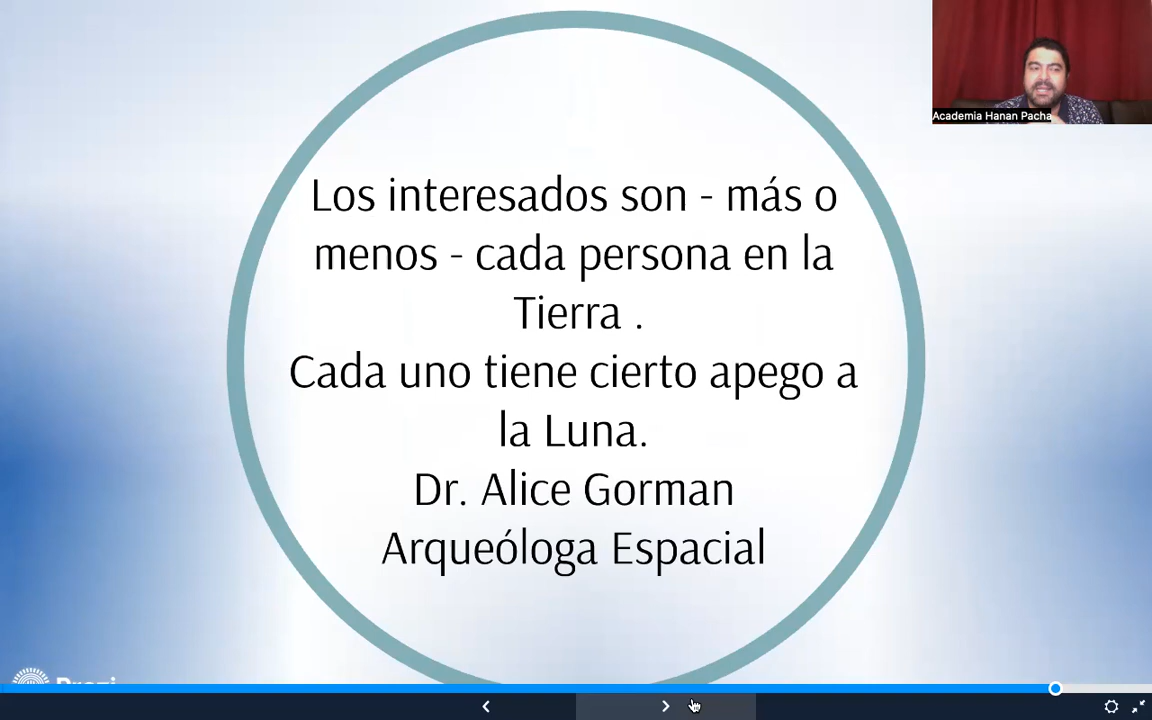 Academia Hanan Pacha
Los interesados son - más o
menos - cada persona en la
Tierra .
Cada uno tiene cierto apego a
la Luna.
Dr. Alice Gorman
Arqueóloga Espacial